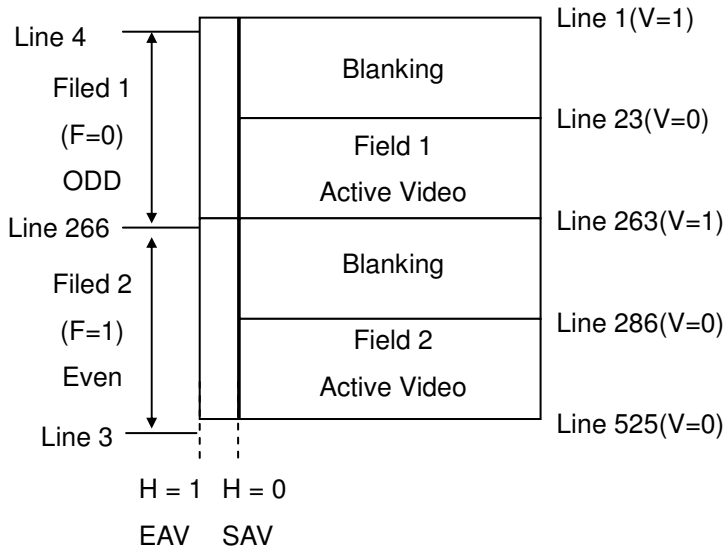 Line 4
Filed 1
(F=0)
ODD
Line 266
Filed 2
(F=1)
Even
Line 3
Blanking
Field 1
Active Video
Blanking
Field 2
Active Video
Line 1(V=1)
Line 23(V=0)
Line 263(V=1)
Line 286(V=0)
Line 525(V=0)
H = 1 H = 0
EAV SAV